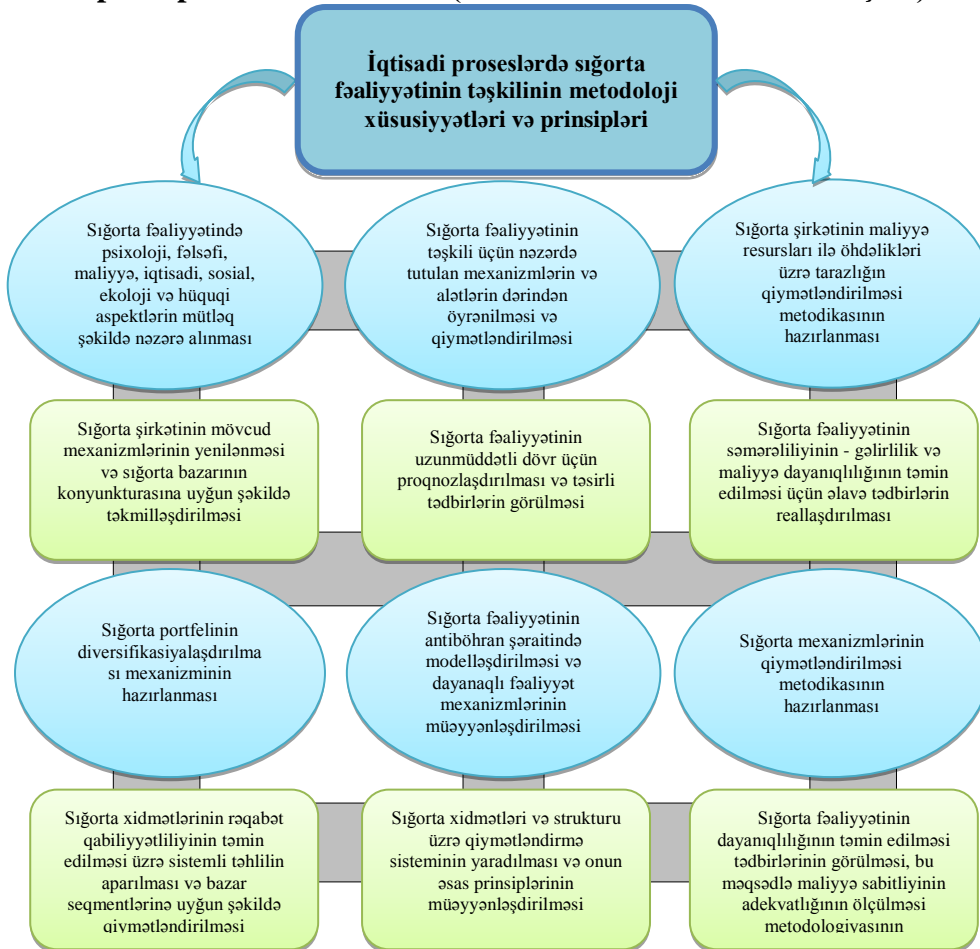 İqtisadi proseslərdə sığorta
fəaliyyətinin təşkilinin metodoloji
xüsusiyyətləri və prinsipləri
Sığorta fəaliyyətində
psixoloji, fəlsəfi,
maliyyə, iqtisadi, sosial,
ekoloji və hüquqi
aspektlərin mütləq
şəkildə nəzərə alınması
Sığorta fəaliyyətinin
təşkili üçün nəzərdə
tutulan mexanizmlərin və
alətlərin dərindən
öyrənilməsi və
qiymətləndirilməsi
Sığorta şirkətinin maliyyə
resursları ilə öhdəlikləri
üzrə tarazlığın
qiymətləndirilməsi
metodikasının
hazırlanması
Sığorta şirkətinin mövcud
mexanizmlərinin yenilənməsi
və sığorta bazarının
konyunkturasına uyğun şəkildə
təkmilləşdirilməsi
Sığorta fəaliyyətinin
uzunmüddətli dövr üçün
proqnozlaşdırılması və təsirli
tədbirlərin görülməsi
Sığorta fəaliyyətinin
səmərəliliyinin - gəlirlilik və
maliyyə dayanıqlılığının təmin
edilməsi üçün əlavə tədbirlərin
reallaşdırılması
Sığorta portfelinin
diversifikasiyalaşdırılma
sı mexanizminin
hazırlanması
Sığorta fəaliyyətinin
antiböhran şəraitində
modelləşdirilməsi və
dayanaqlı fəaliyyət
mexanizmlərinin
müəyyənləşdirilməsi
Sığorta mexanizmlərinin
qiymətləndirilməsi
metodikasının
hazırlanması
Sığorta xidmətlərinin rəqabət
qabiliyyətliliyinin təmin
edilməsi üzrə sistemli təhlilin
aparılması və bazar
seqmentlərinə uyğun şəkildə
qiymətləndirilməsi
Sığorta xidmətləri və strukturu
üzrə qiymətləndirmə
sisteminin yaradılması və onun
əsas prinsiplərinin
müəyyənləşdirilməsi
Sığorta fəaliyyətinin
dayanıqlılığının təmin edilməsi
tədbirlərinin görülməsi, bu
məqsədlə maliyyə sabitliyinin
adekvatlığının ölçülməsi
metodologiyasının